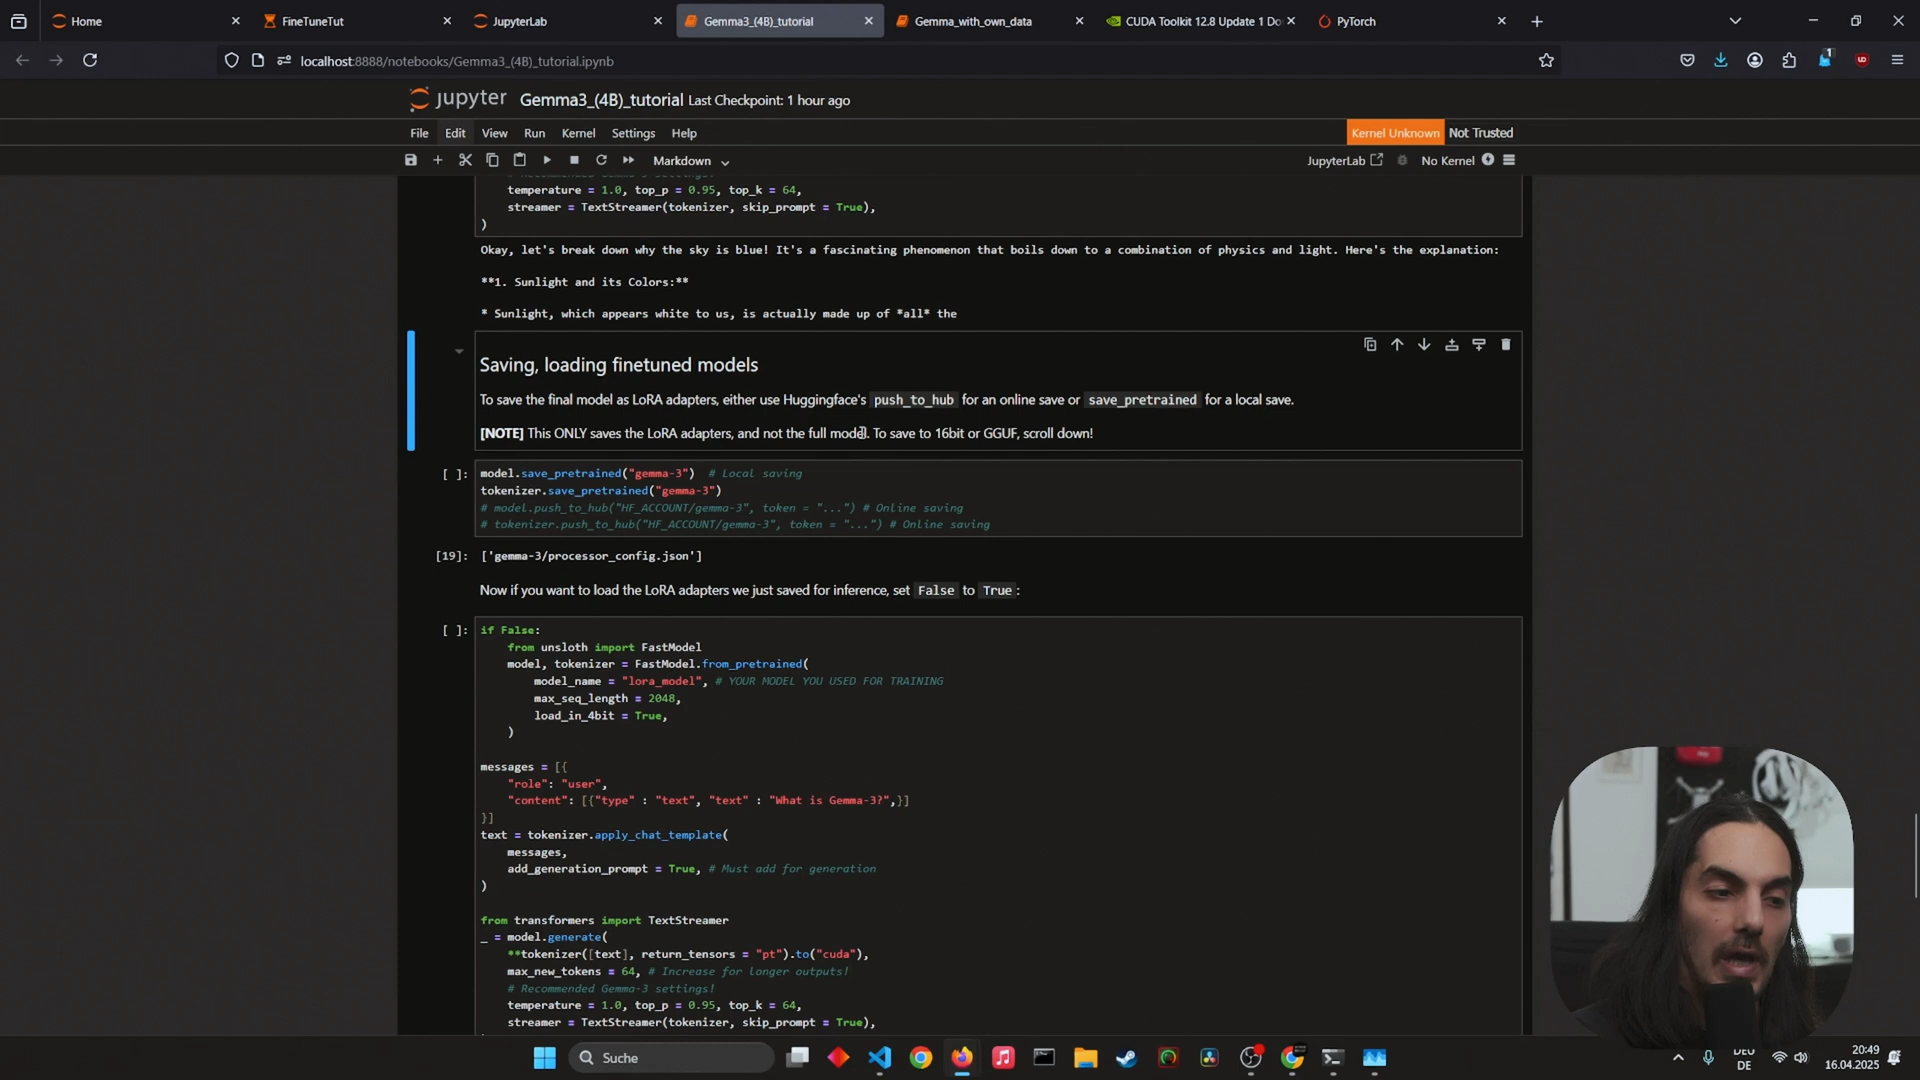 Home
FineTuneTut
JupyterLab
Gemma3_(4B)_tutorial
Gemma_with_own_data
CUDA Toolkit 12.8 Update 1 Do
PyTorch
localhost:8888/notebooks/Gemma3_(4B)_tutorial.ipynb
1
jupyter Gemma3_(4B)_tutorial Last Checkpoint: 1 hour ago
File Edit View Run Kernel Settings Help
Kernel Unknown Not Trusted
Markdown
JupyterLab
No Kernel
temperature = 1.0, top_p = 0.95, top_k = 64,
streamer = TextStreamer(tokenizer, skip_prompt = True),
)
Okay, let's break down why the sky is blue! It's a fascinating phenomenon that boils down to a combination of physics and light. Here's the explanation:
**1. Sunlight and its Colors:**
* Sunlight, which appears white to us, is actually made up of *all* the
Saving, loading finetuned models
To save the final model as LoRA adapters, either use Huggingface's push_to_hub for an online save or save_pretrained for a local save.
[NOTE] This ONLY saves the LoRA adapters, and not the full model. To save to 16bit or GGUF, scroll down!
[ ]: model.save_pretrained("gemma-3") # Local saving
tokenizer.save_pretrained("gemma-3")
# model.push_to_hub("HF_ACCOUNT/gemma-3", token = "...") # Online saving
# tokenizer.push_to_hub("HF_ACCOUNT/gemma-3", token = "...") # Online saving
[19]: ['gemma-3/processor_config.json']
Now if you want to load the LoRA adapters we just saved for inference, set False to True :
[ ]: if False:
from unsloth import FastModel
model, tokenizer = FastModel.from_pretrained(
model_name = "lora_model", # YOUR MODEL YOU USED FOR TRAINING
max_seq_length = 2048,
load_in_4bit = True,
)
messages = [{
"role": "user",
"content": [{"type" : "text", "text" : "What is Gemma-3?",}]
}]
text = tokenizer.apply_chat_template(
messages,
add_generation_prompt = True, # Must add for generation
)
from transformers import TextStreamer
_ = model.generate(
**tokenizer([text], return_tensors = "pt").to("cuda"),
max_new_tokens = 64, # Increase for longer outputs!
# Recommended Gemma-3 settings!
temperature = 1.0, top_p = 0.95, top_k = 64,
streamer = TextStreamer(tokenizer, skip_prompt = True),
Suche
DEU
DE
20:49
16.04.2025